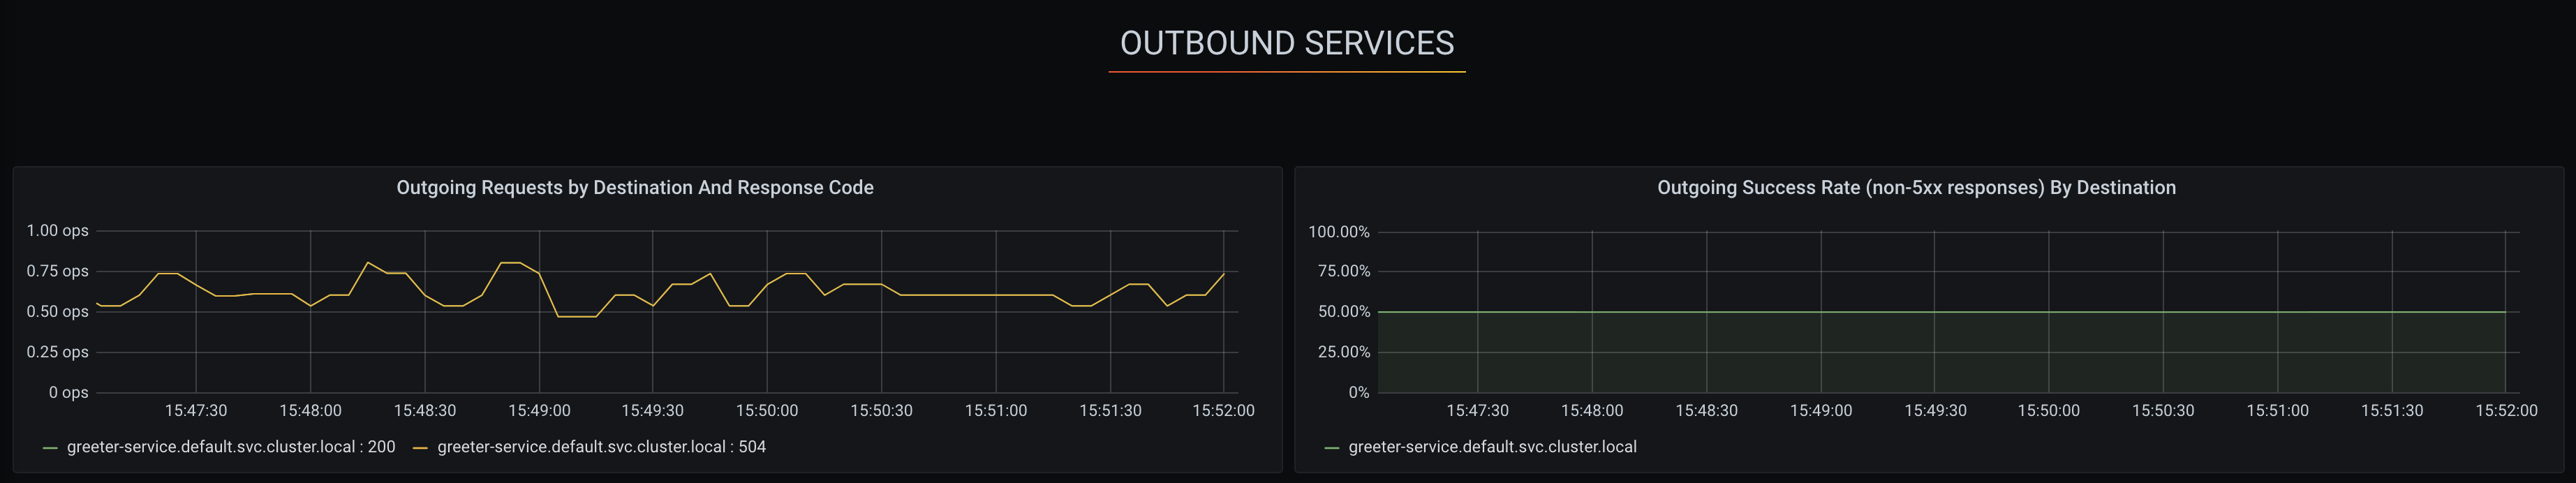 OUTBOUND SERVICES
Outgoing Requests by Destination And Response Code
1.00 ops
0.75 ops
0.50 ops
0.25 ops
0 ops
15:47:30 15:48:00 15:48:30 15:49:00 15:49:30 15:50:00 15:50:30 15:51:00 15:51:30 15:52:00
greeter-service.default.svc.cluster.local : 200 greeter-service.default.svc.cluster.local : 504
Outgoing Success Rate (non-5xx responses) By Destination
100.00%
75.00%
50.00%
25.00%
0%
15:47:30 15:48:00 15:48:30 15:49:00 15:49:30 15:50:00 15:50:30 15:51:00 15:51:30 15:52:00
greeter-service.default.svc.cluster.local